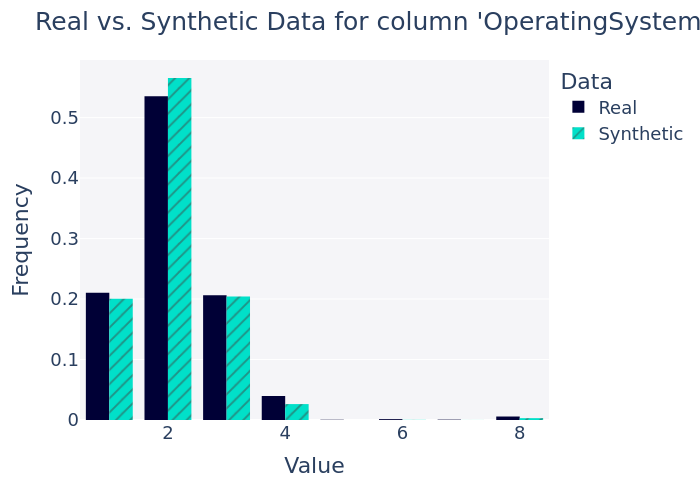 Real vs. Synthetic Data for column 'OperatingSystem
Data
Real
Synthetic
Frequency
0.5
0.4
0.3
0.2
0.1
0
2
4
6
8
Value